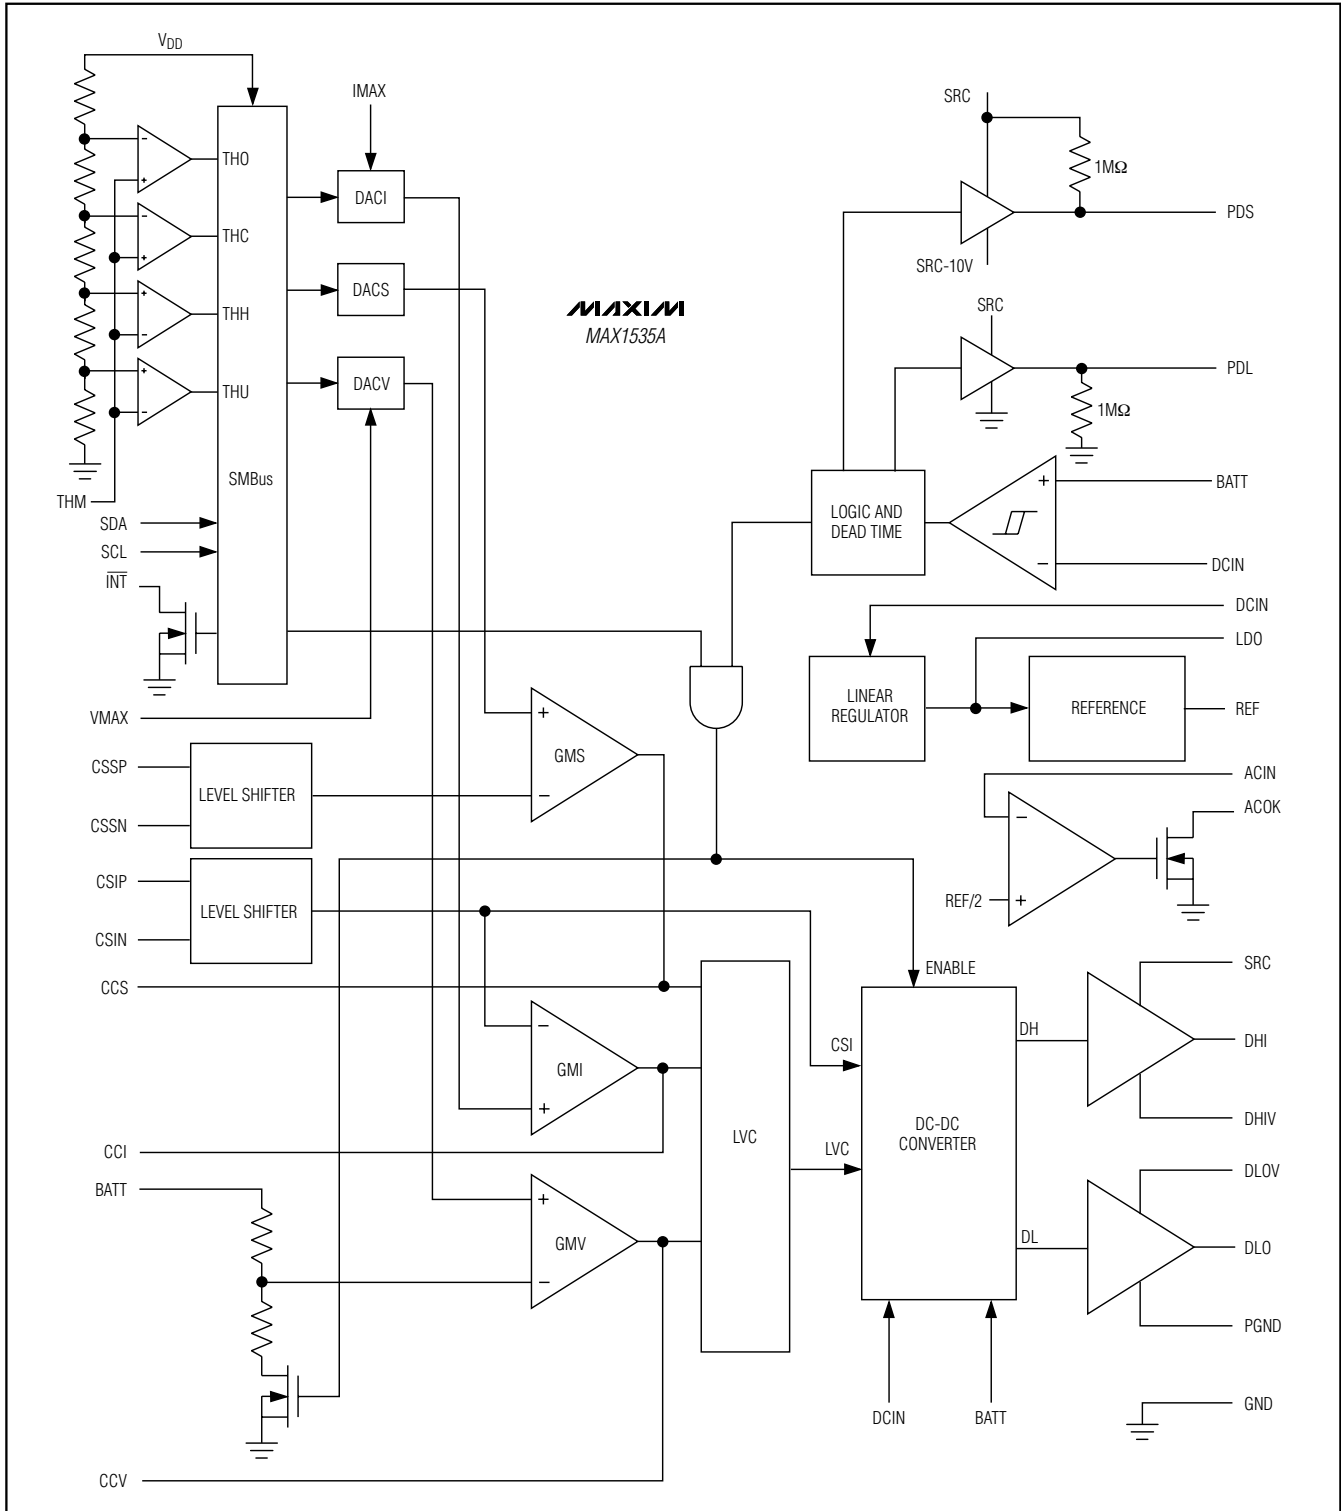 VDD
IMAX
SRC
- + THO
DACI
1MΩ
PDS
- + THC
SRC-10V
DACS
- + THH
MAXIM
MAX1535A
SRC
+ - THU
DACV
PDL
1MΩ
SMBus
THM
SDA
SCL
INT
LOGIC AND
DEAD TIME
+ BATT
- DCIN
DCIN
LDO
LINEAR
REGULATOR
REFERENCE
REF
VMAX
+ GMS -
CSSP
LEVEL SHIFTER
CSSN
ACIN
ACOK
-
REF/2 +
CSIP
LEVEL SHIFTER
CSIN
CCS
ENABLE
SRC
- GMI +
CSI
DH
DHI
DHIV
LVC
DC-DC
CONVERTER
CCI
LVC
DLOV
BATT
+ GMV -
DL
DLO
PGND
DCIN
BATT
GND
CCV